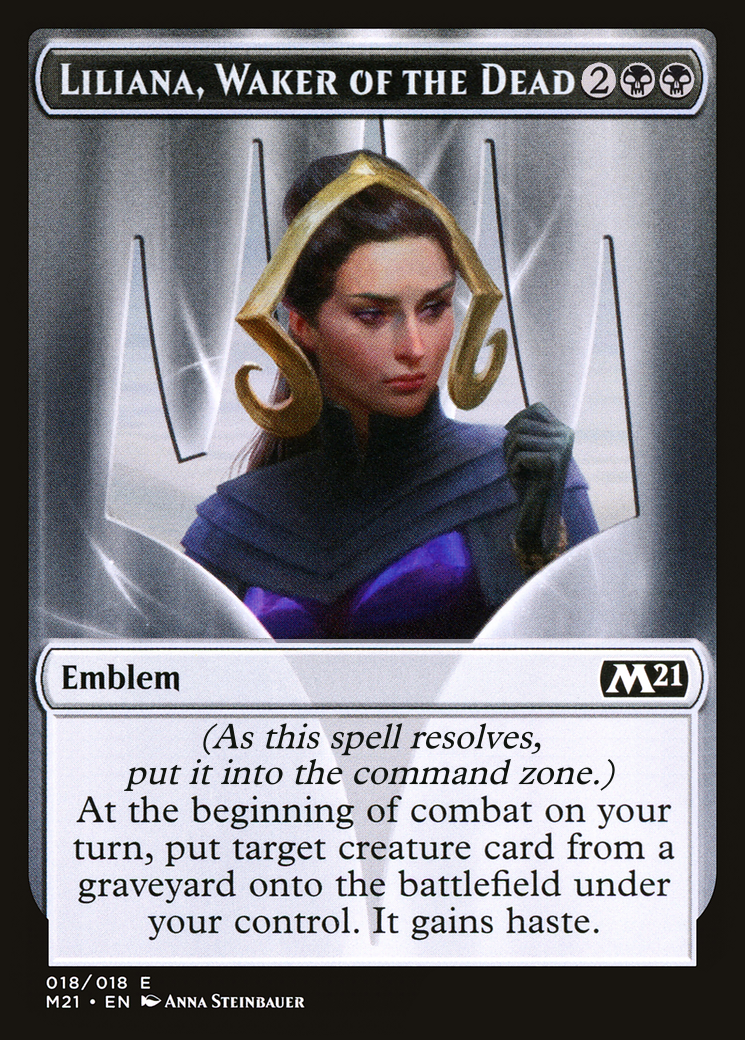 LILIANA, WAKER OF THE DEAD 2
Emblem M21
(As this spell resolves,
put it into the command zone.)
At the beginning of combat on your
turn, put target creature card from a
graveyard onto the battlefield under
your control. It gains haste.
018/018 E
M21 • EN ANNA STEINBAUER